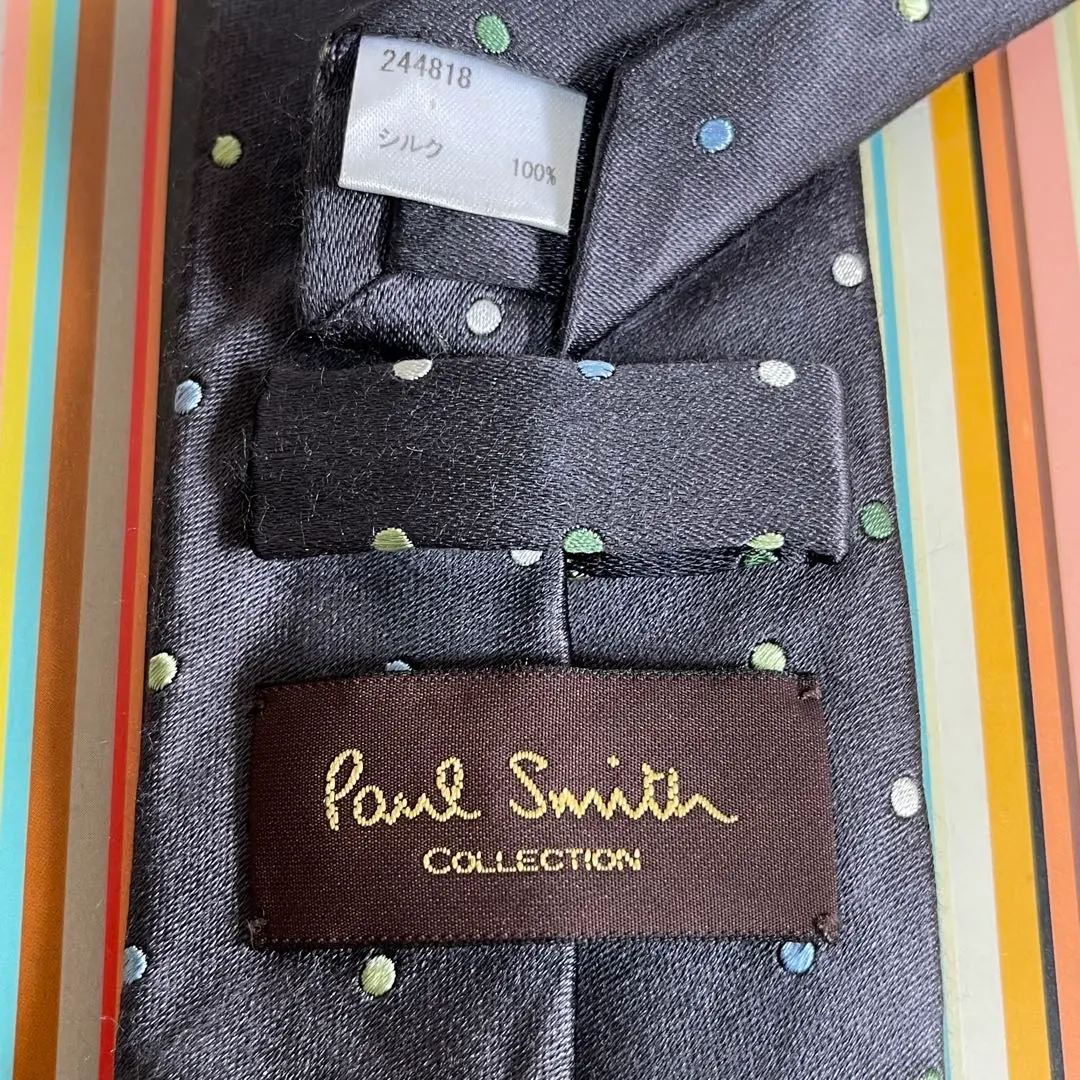 244818
シルク 100%
Paul Smith
COLLECTION